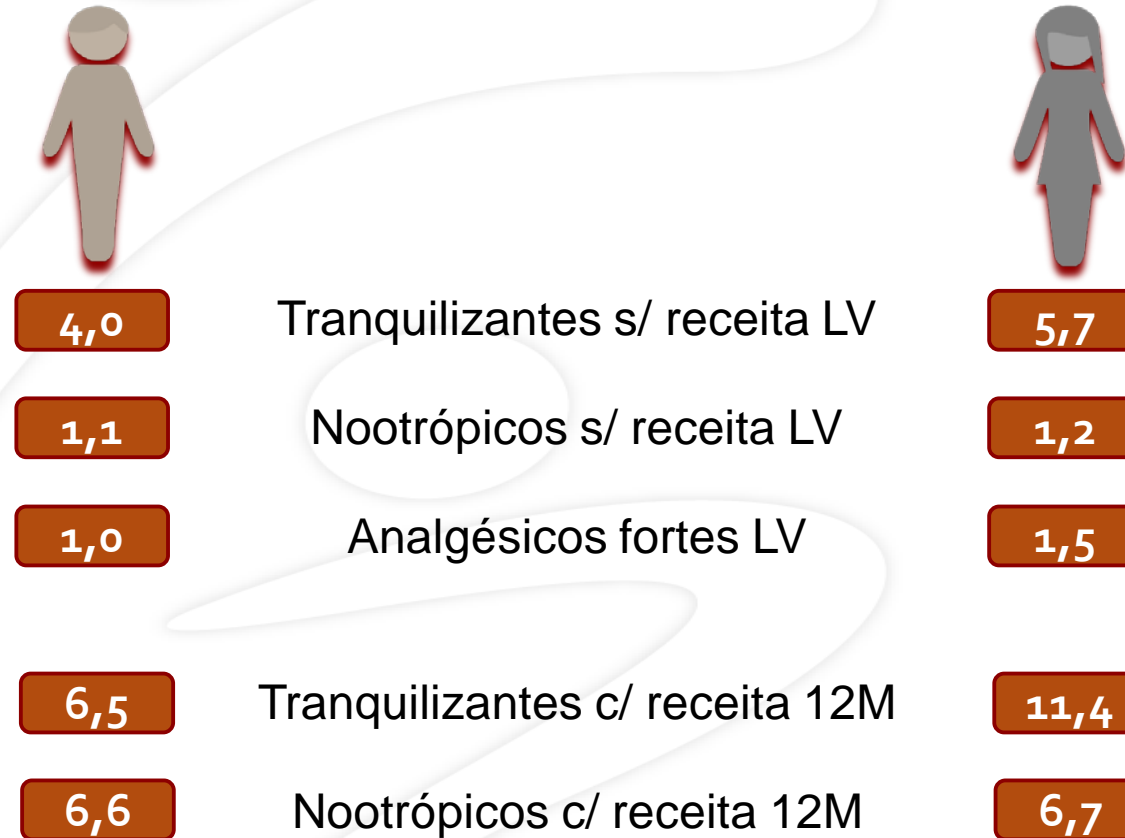 4,0 Tranquilizantes s/ receita LV 5,7
1,1 Nootrópicos s/ receita LV 1,2
1,0 Analgésicos fortes LV 1,5
6,5 Tranquilizantes c/ receita 12M 11,4
6,6 Nootrópicos c/ receita 12M 6,7